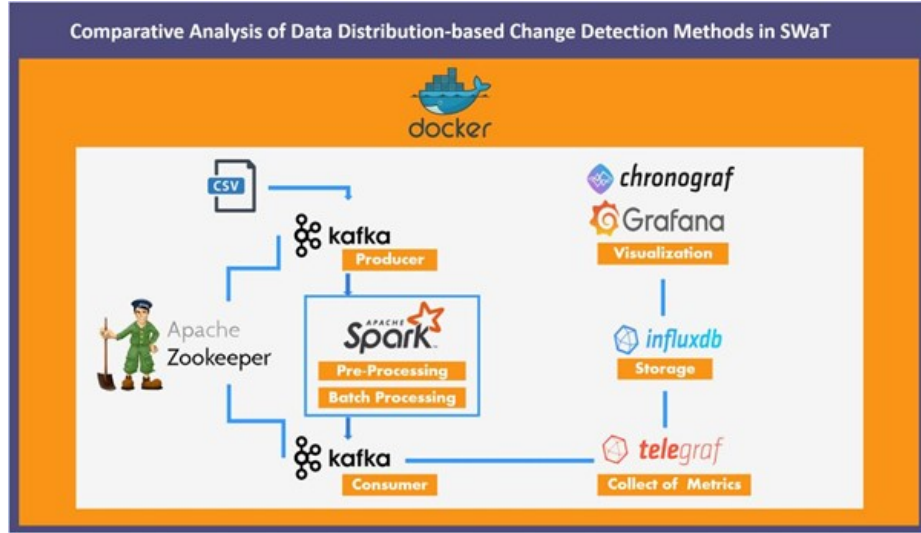 Comparative Analysis of Data Distribution-based Change Detection Methods in SWaT
docker
CSV
kafka
Producer
Apache
Zookeeper
APACHE
Spark™
Pre-Processing
Batch Processing
kafka
Consumer
chronograf
Grafana
Visualization
influxdb
Storage
telegraf
Collect of Metrics